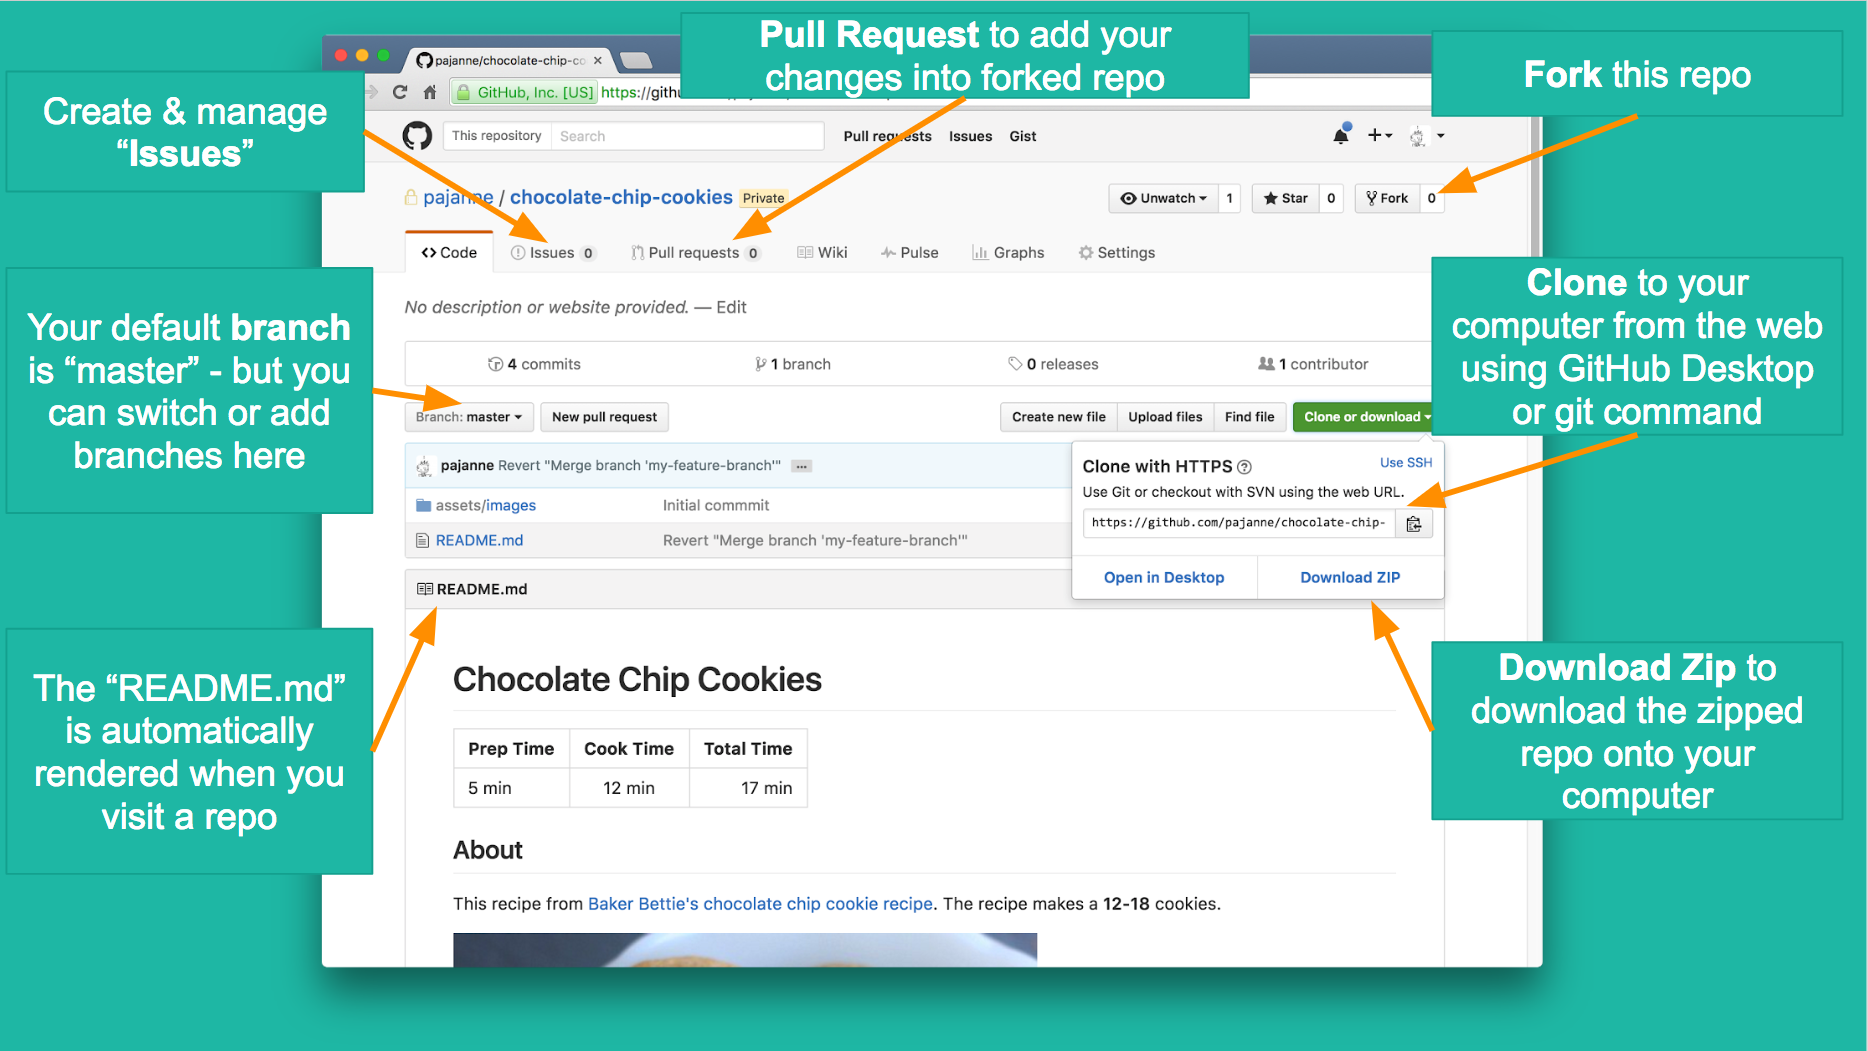 Pull Request to add your
changes into forked repo
Fork this repo
Create & manage
“Issues”
pajanne/chocolate-chip-co ×
GitHub, Inc. [US] https://githu
This repository Search Pull requests Issues Gist
pajanne / chocolate-chip-cookies Private
Unwatch 1 Star 0 Fork 0
Code Issues 0 Pull requests 0 Wiki Pulse Graphs Settings
No description or website provided. — Edit
4 commits 1 branch 0 releases 1 contributor
Your default branch
is “master” - but you
can switch or add
branches here
Clone to your
computer from the web
using GitHub Desktop
or git command
Branch: master New pull request Create new file Upload files Find file Clone or download
pajanne Revert "Merge branch 'my-feature-branch'" ...
assets/images Initial commmit
README.md Revert "Merge branch 'my-feature-branch'"
Clone with HTTPS ? Use SSH
Use Git or checkout with SVN using the web URL.
https://github.com/pajanne/chocolate-chip-
Open in Desktop Download ZIP
README.md
The “README.md”
is automatically
rendered when you
visit a repo
Download Zip to
download the zipped
repo onto your
computer
Chocolate Chip Cookies
Prep Time Cook Time Total Time
5 min 12 min 17 min
About
This recipe from Baker Bettie's chocolate chip cookie recipe. The recipe makes a 12-18 cookies.